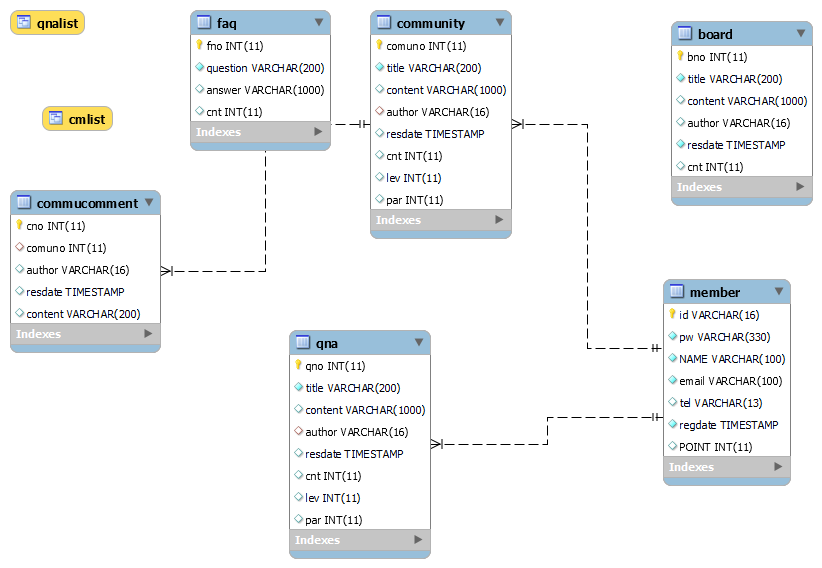 qnalist
cmlist
faq
fno INT(11)
question VARCHAR(200)
answer VARCHAR(1000)
cnt INT(11)
Indexes
community
comuno INT(11)
title VARCHAR(200)
content VARCHAR(1000)
author VARCHAR(16)
resdate TIMESTAMP
cnt INT(11)
lev INT(11)
par INT(11)
Indexes
board
bno INT(11)
title VARCHAR(200)
content VARCHAR(1000)
author VARCHAR(16)
resdate TIMESTAMP
cnt INT(11)
Indexes
commucomment
cno INT(11)
comuno INT(11)
author VARCHAR(16)
resdate TIMESTAMP
content VARCHAR(200)
Indexes
qna
qno INT(11)
title VARCHAR(200)
content VARCHAR(1000)
author VARCHAR(16)
resdate TIMESTAMP
cnt INT(11)
lev INT(11)
par INT(11)
Indexes
member
id VARCHAR(16)
pw VARCHAR(330)
NAME VARCHAR(100)
email VARCHAR(100)
tel VARCHAR(13)
regdate TIMESTAMP
POINT INT(11)
Indexes